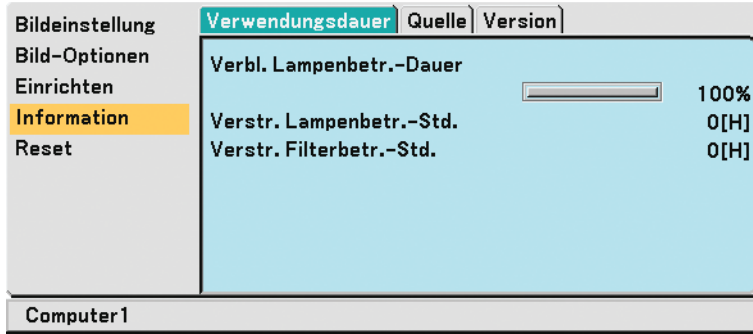 Bildeinstellung
Bild-Optionen
Einrichten
Information
Reset
Verwendungsdauer Quelle Version
Verbl. Lampenbetr.-Dauer
100%
Verstr. Lampenbetr.-Std. 0[H]
Verstr. Filterbetr.-Std. 0[H]
Computer1